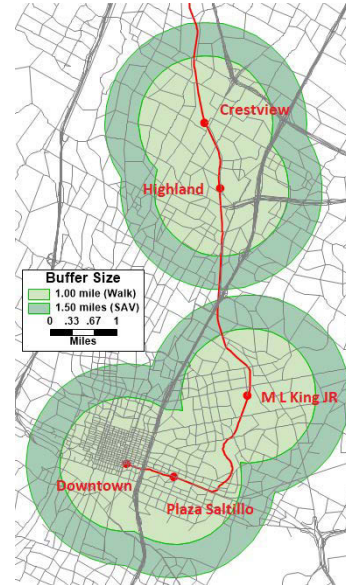 Crestview
Highland
Buffer Size
1.00 mile (Walk)
1.50 miles (SAV)
0 .33 .67 1
Miles
M L King JR
Downtown
Plaza Saltillo